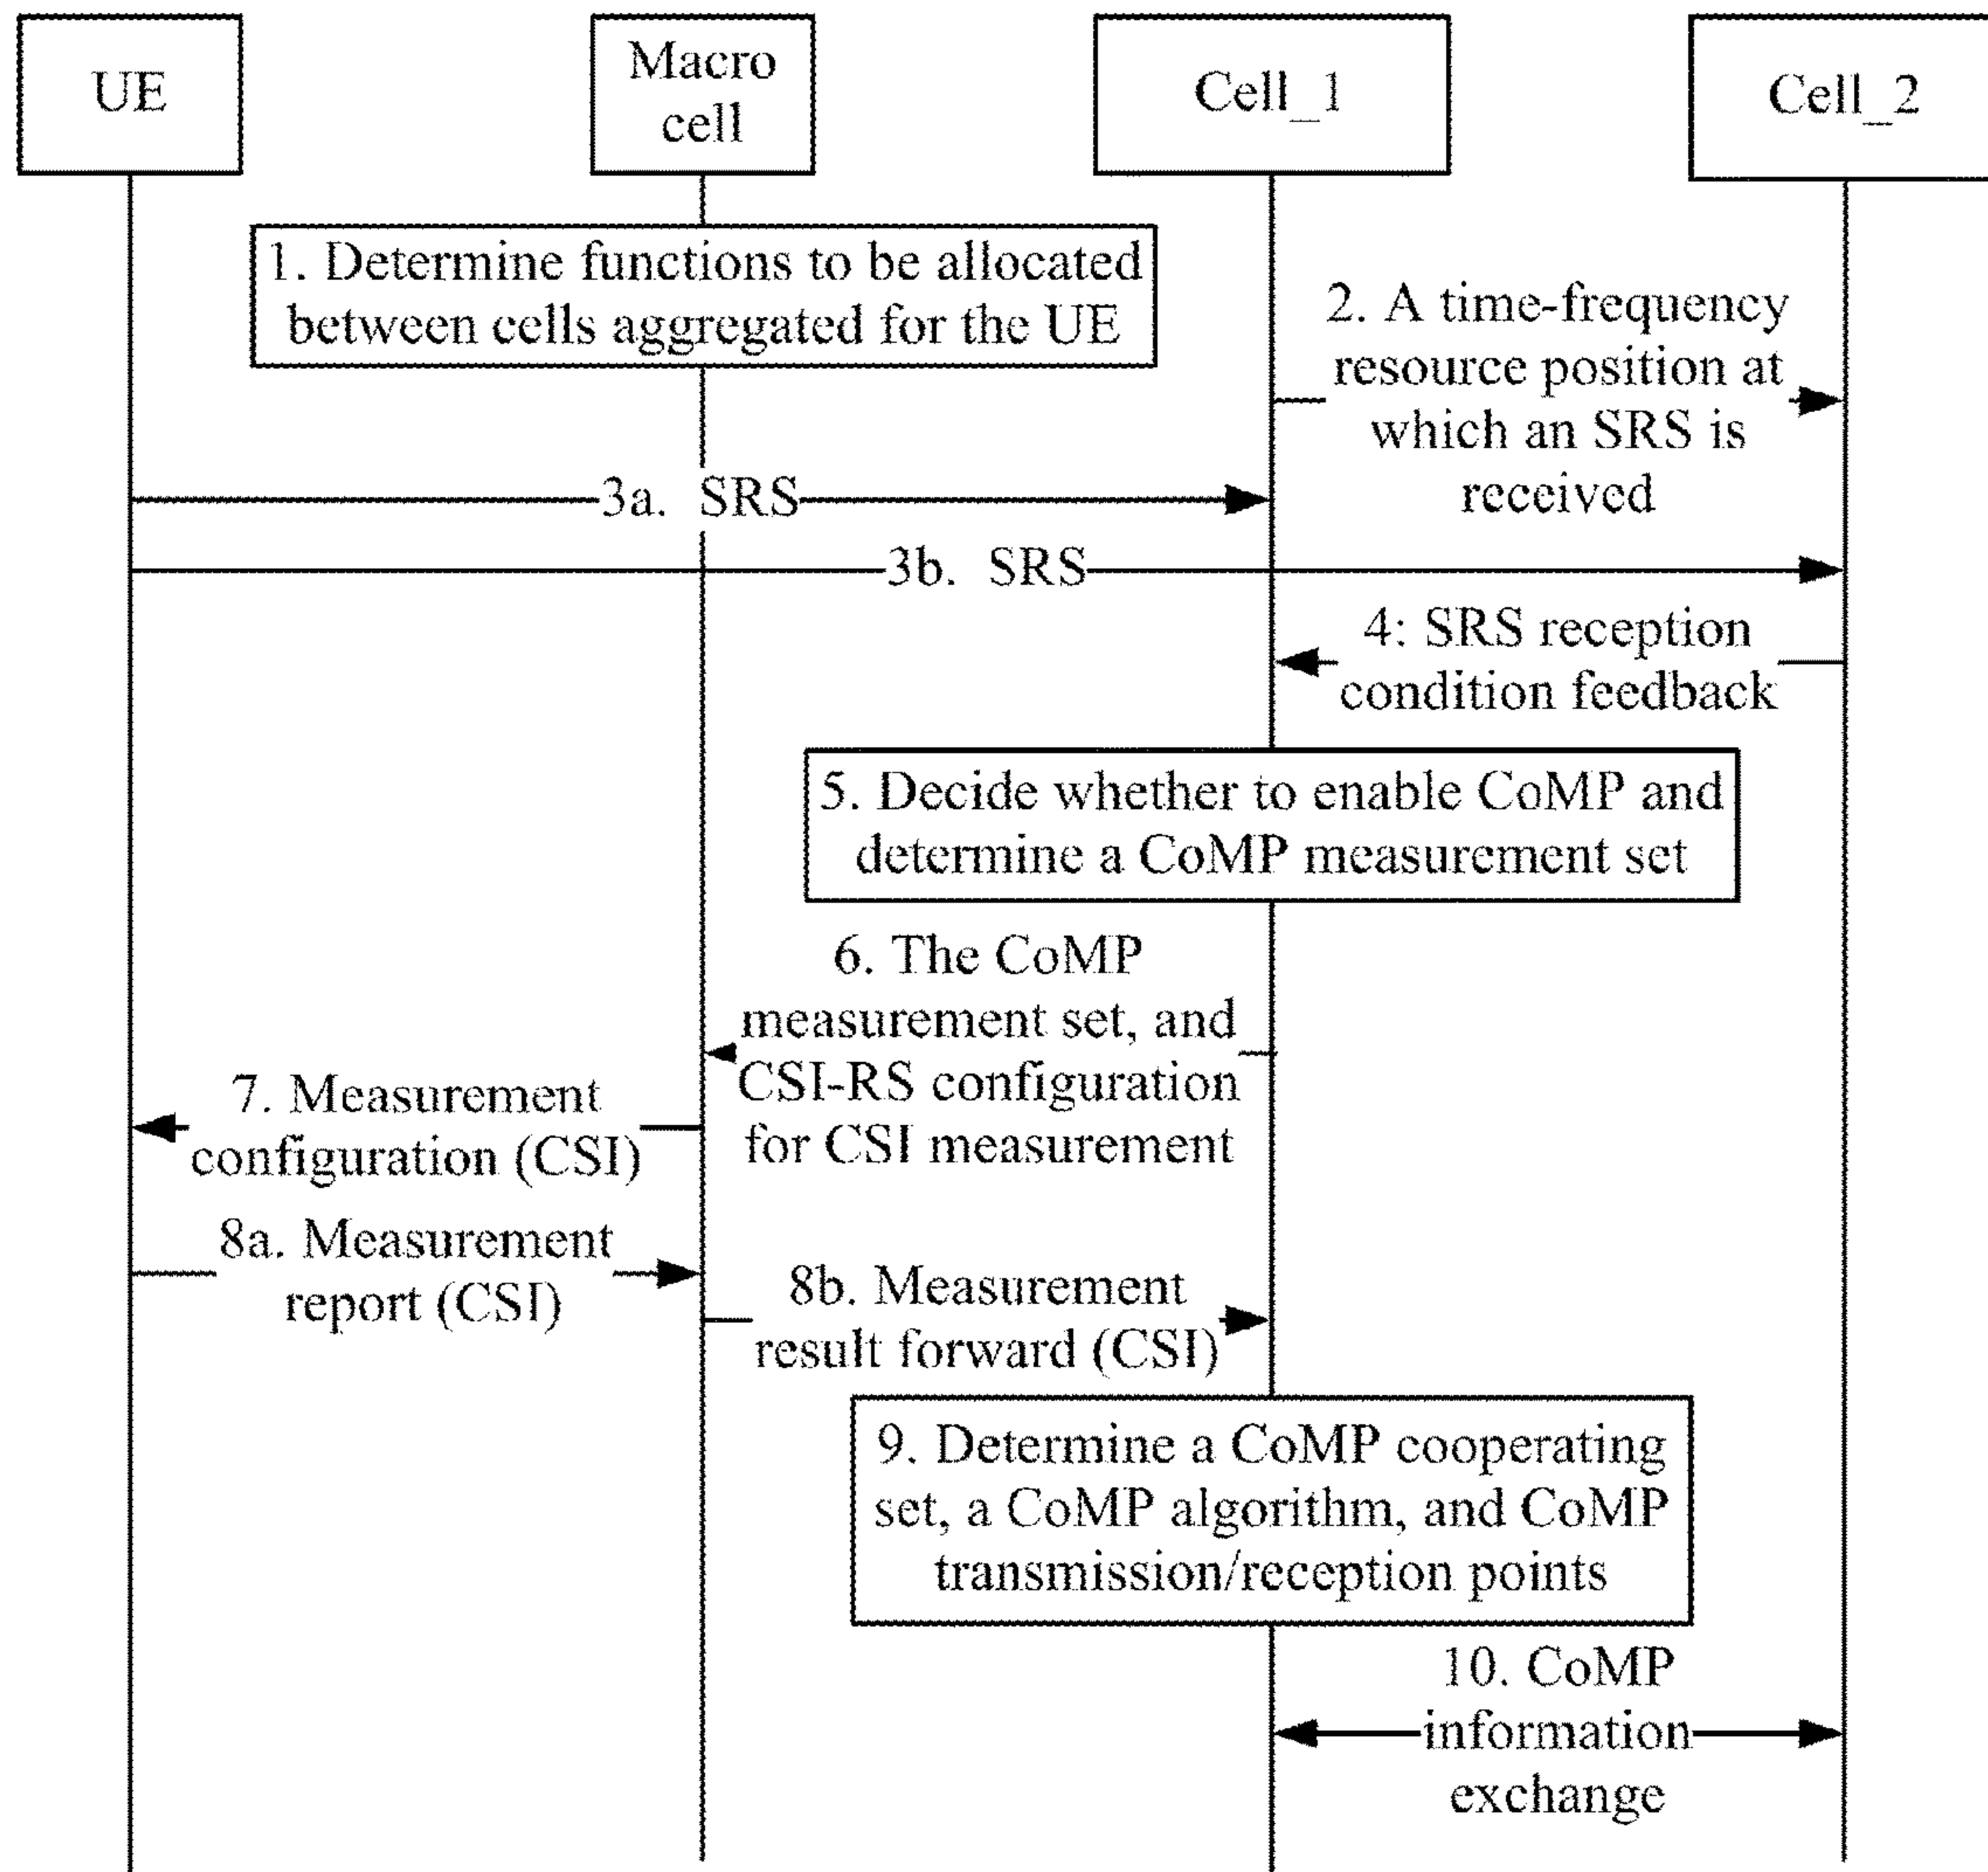 UE
Macro
cell
Cell_1
Cell_2
1. Determine functions to be allocated
between cells aggregated for the UE
2. A time-frequency
resource position at
which an SRS is
received
3a. SRS
3b. SRS
4: SRS reception
condition feedback
5. Decide whether to enable CoMP and
determine a CoMP measurement set
6. The CoMP
measurement set, and
CSI-RS configuration
for CSI measurement
7. Measurement
configuration (CSI)
8a. Measurement
report (CSI)
8b. Measurement
result forward (CSI)
9. Determine a CoMP cooperating
set, a CoMP algorithm, and CoMP
transmission/reception points
10. CoMP
information
exchange